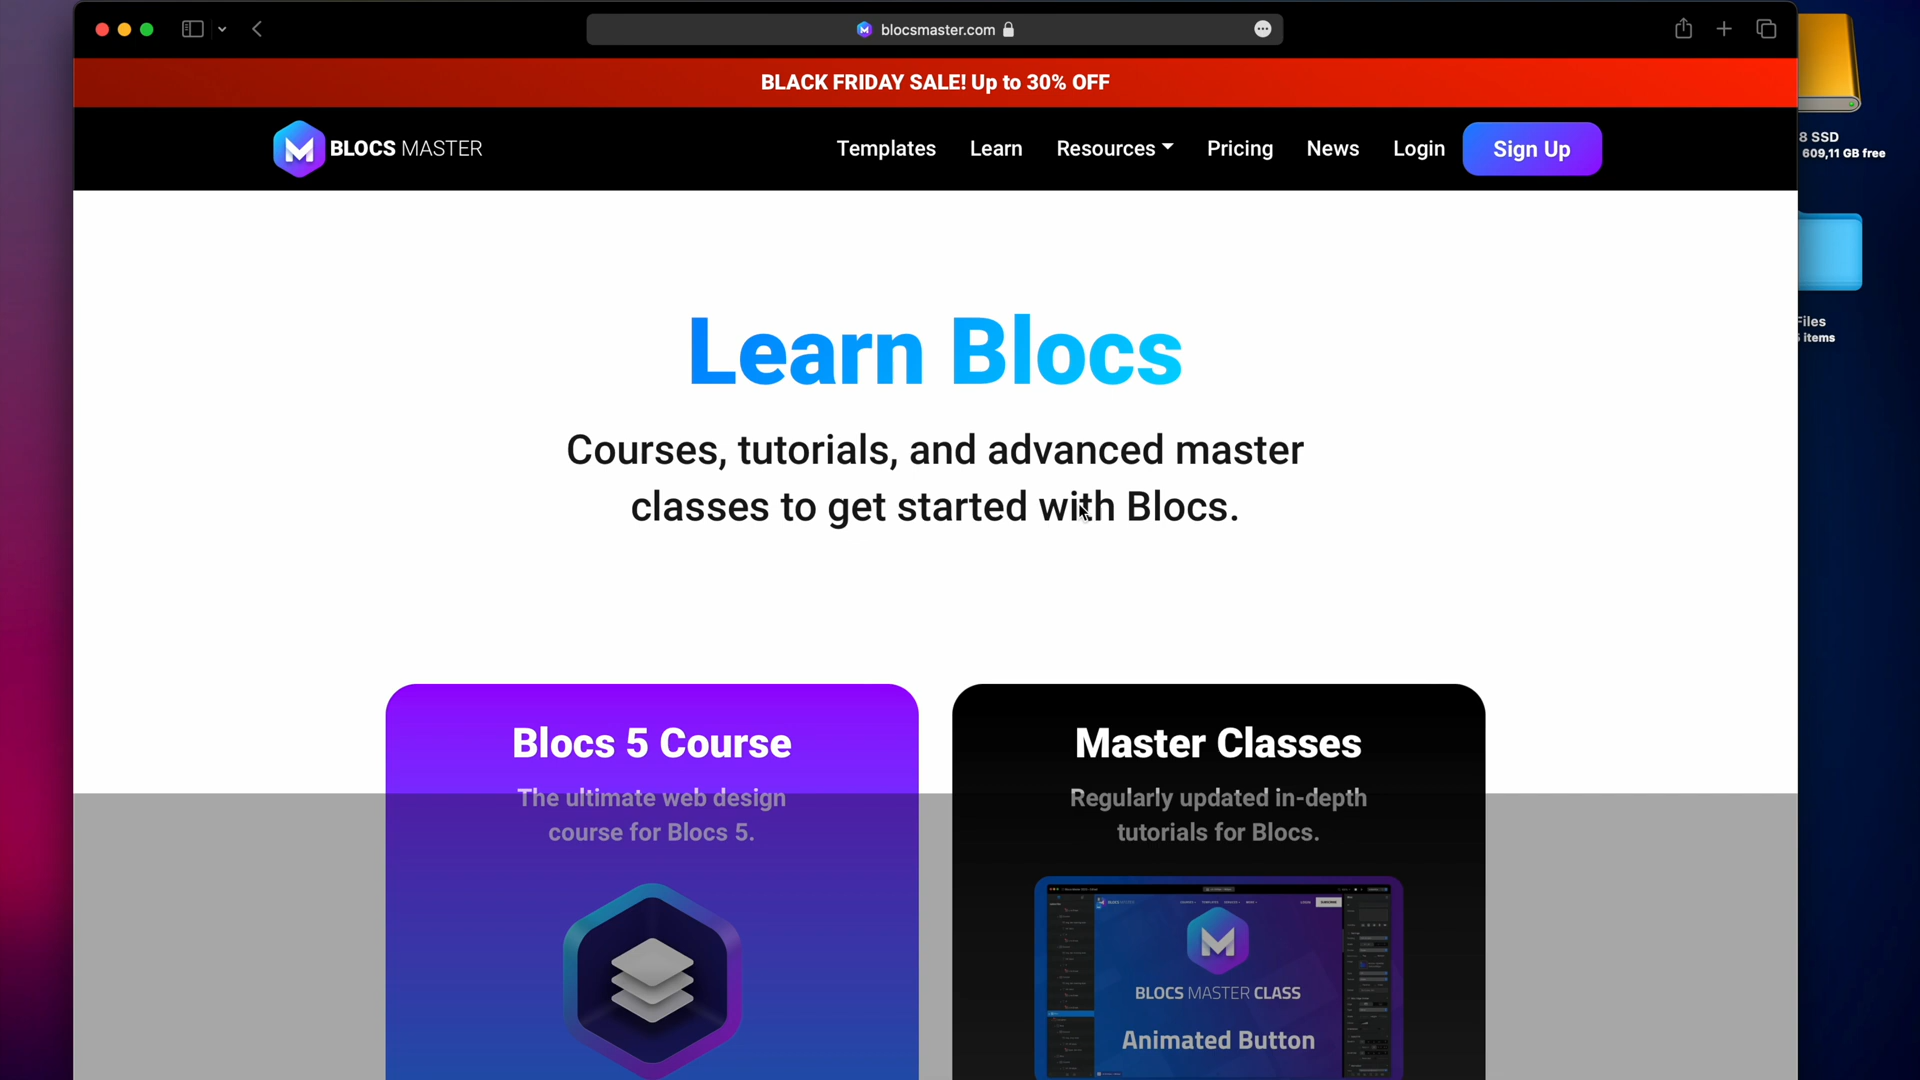 blocsmaster.com
BLACK FRIDAY SALE! Up to 30% OFF
BLOCS MASTER
Templates Learn Resources Pricing News Login Sign Up
8 SSD
609,11 GB free
Files
items
Learn Blocs
Courses, tutorials, and advanced master
classes to get started with Blocs.
Blocs 5 Course
The ultimate web design
course for Blocs 5.
Master Classes
Regularly updated in-depth
tutorials for Blocs.
BLOCS MASTER CLASS
Animated Button